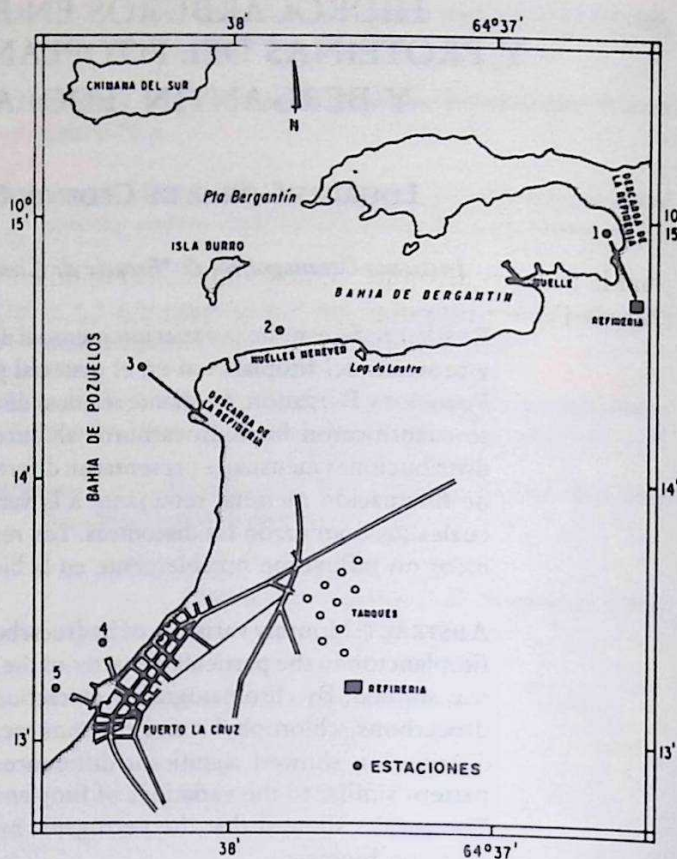 38'
64°37'
CHIMANA DEL SUR
N
Pta. Bergantín
10°
15'
10°
15'
DESCARGA DE
LA REFINERIA
1
ISLA BURRO
MUELLE
BAHIA DE BERGANTIN
REFINERIA
2
MUELLES MENEVEN
Lag. de Lastra
3
DESCARGA DE
LA REFINERIA
BAHIA DE POZUELOS
14'
14'
TANQUES
4
5
REFINERIA
PUERTO LA CRUZ
13'
13'
ESTACIONES
38'
64°37'